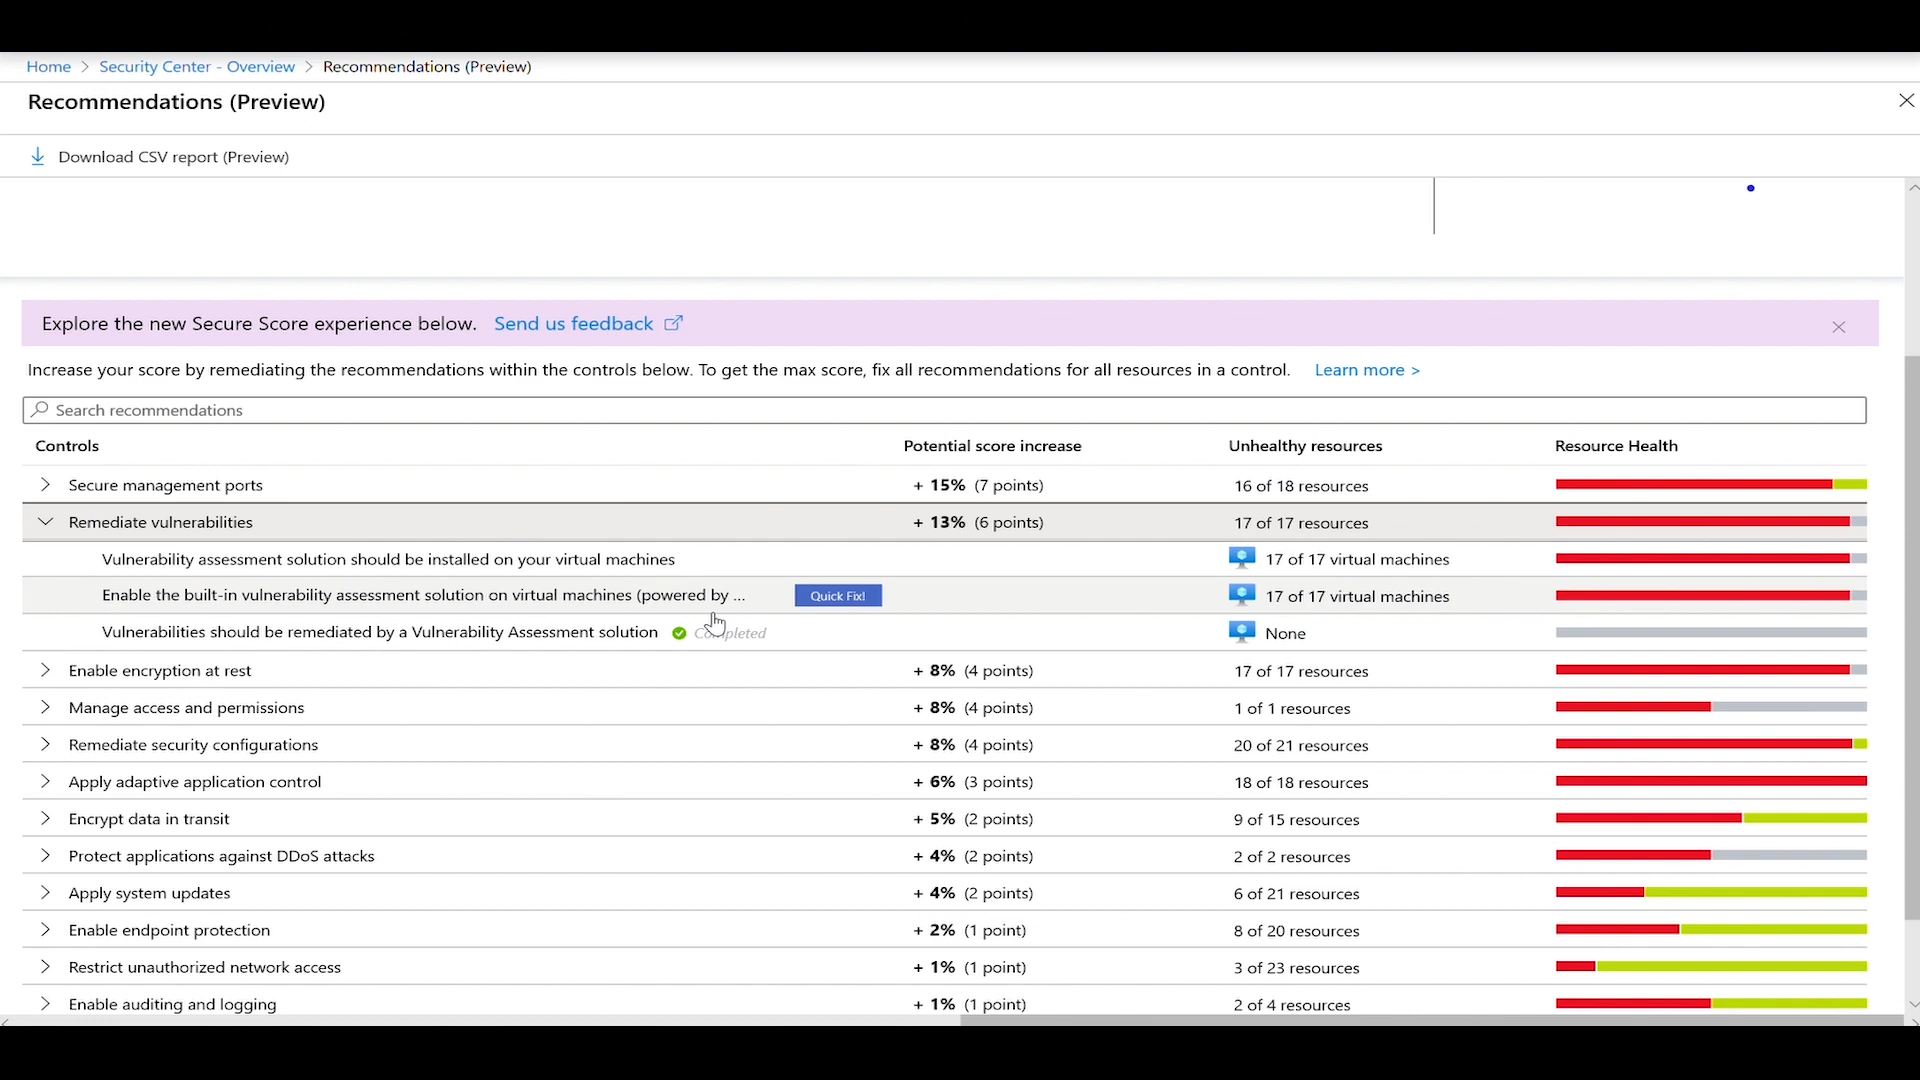 Home > Security Center - Overview > Recommendations (Preview)
Recommendations (Preview)
Download CSV report (Preview)
Explore the new Secure Score experience below. Send us feedback
Increase your score by remediating the recommendations within the controls below. To get the max score, fix all recommendations for all resources in a control. Learn more >
Search recommendations
Controls Potential score increase Unhealthy resources Resource Health
Secure management ports + 15% (7 points) 16 of 18 resources
Remediate vulnerabilities + 13% (6 points) 17 of 17 resources
Vulnerability assessment solution should be installed on your virtual machines 17 of 17 virtual machines
Enable the built-in vulnerability assessment solution on virtual machines (powered by ... Quick Fix! 17 of 17 virtual machines
Vulnerabilities should be remediated by a Vulnerability Assessment solution Completed None
Enable encryption at rest + 8% (4 points) 17 of 17 resources
Manage access and permissions + 8% (4 points) 1 of 1 resources
Remediate security configurations + 8% (4 points) 20 of 21 resources
Apply adaptive application control + 6% (3 points) 18 of 18 resources
Encrypt data in transit + 5% (2 points) 9 of 15 resources
Protect applications against DDoS attacks + 4% (2 points) 2 of 2 resources
Apply system updates + 4% (2 points) 6 of 21 resources
Enable endpoint protection + 2% (1 point) 8 of 20 resources
Restrict unauthorized network access + 1% (1 point) 3 of 23 resources
Enable auditing and logging + 1% (1 point) 2 of 4 resources